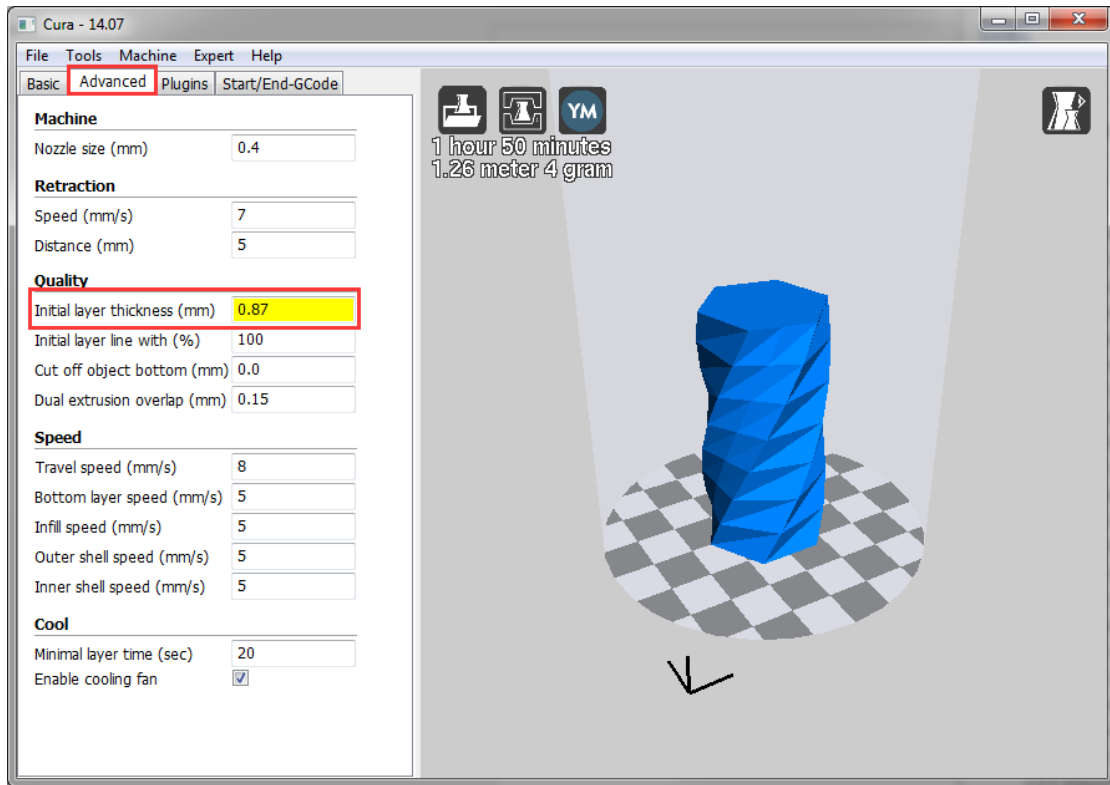 Cura - 14.07
File Tools Machine Expert Help
Basic Advanced Plugins Start/End-GCode
Machine
Nozzle size (mm) 0.4
Retraction
Speed (mm/s) 7
Distance (mm) 5
Quality
Initial layer thickness (mm) 0.87
Initial layer line with (%) 100
Cut off object bottom (mm) 0.0
Dual extrusion overlap (mm) 0.15
Speed
Travel speed (mm/s) 8
Bottom layer speed (mm/s) 5
Infill speed (mm/s) 5
Outer shell speed (mm/s) 5
Inner shell speed (mm/s) 5
Cool
Minimal layer time (sec) 20
Enable cooling fan
YM
1 hour 50 minutes
1.26 meter 4 gram